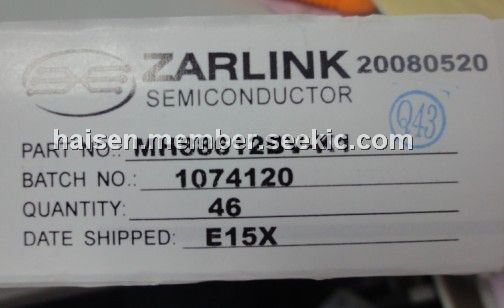 ZARLINK 20080520
SEMICONDUCTOR
Q43
haisen.member.seekic.com
PART NO.:
BATCH NO.: 1074120
QUANTITY: 46
DATE SHIPPED: E15X